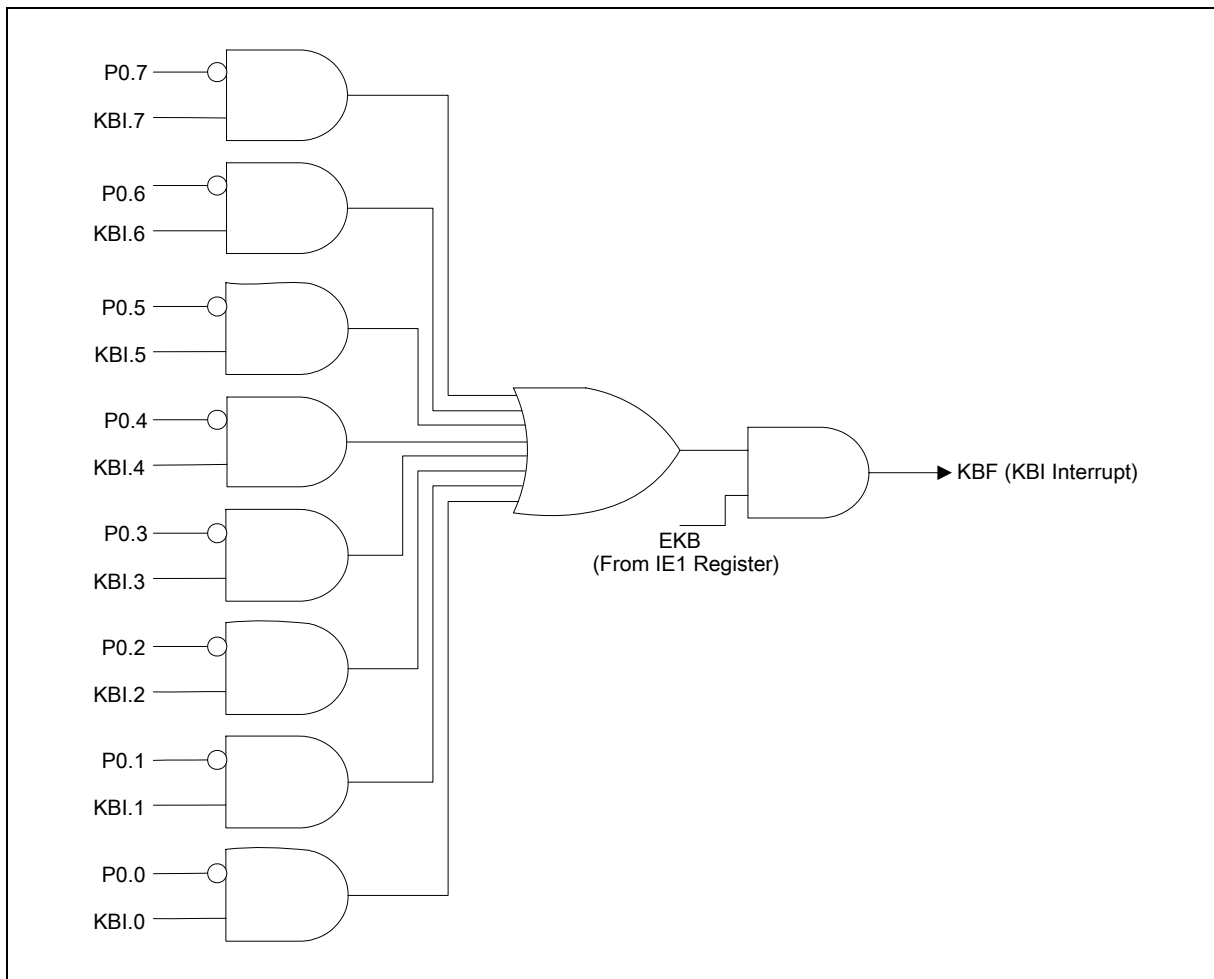 P0.7
KBI.7
P0.6
KBI.6
P0.5
KBI.5
P0.4
KBI.4
P0.3
KBI.3
P0.2
KBI.2
P0.1
KBI.1
P0.0
KBI.0
EKB
(From IE1 Register)
KBF (KBI Interrupt)